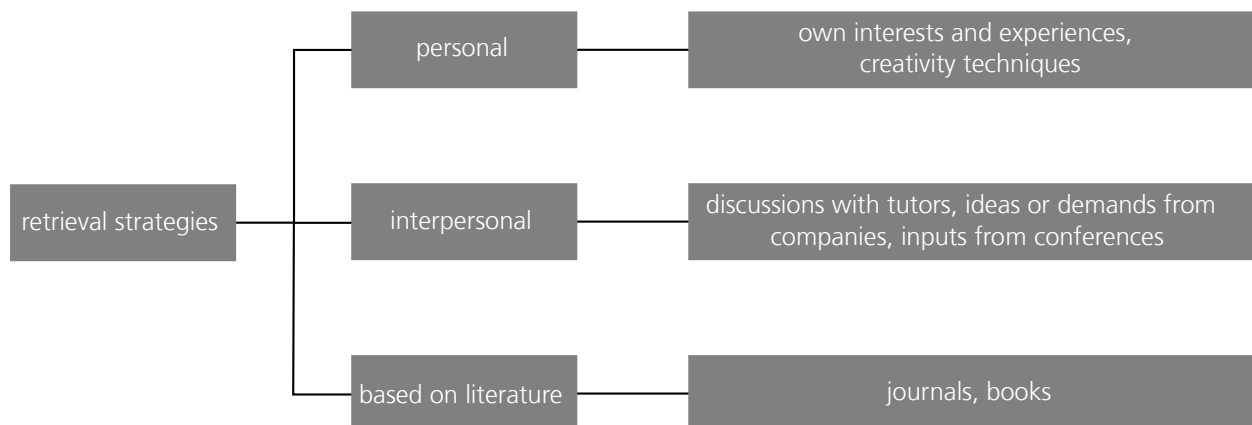 personal
own interests and experiences,
creativity techniques
retrieval strategies
interpersonal
discussions with tutors, ideas or demands from
companies, inputs from conferences
based on literature
journals, books